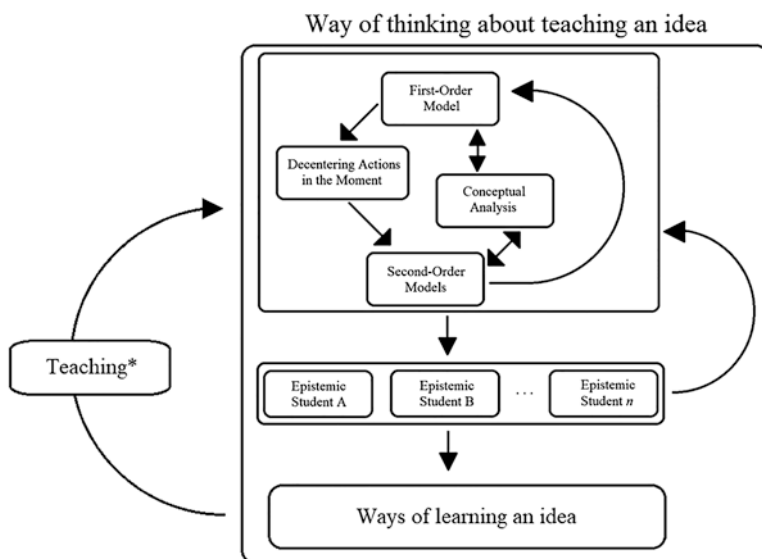 Way of thinking about teaching an idea
First-Order
Model
Decentering Actions
in the Moment
Conceptual
Analysis
Second-Order
Models
Teaching*
Epistemic
Student A
Epistemic
Student B
...
Epistemic
Student n
Ways of learning an idea